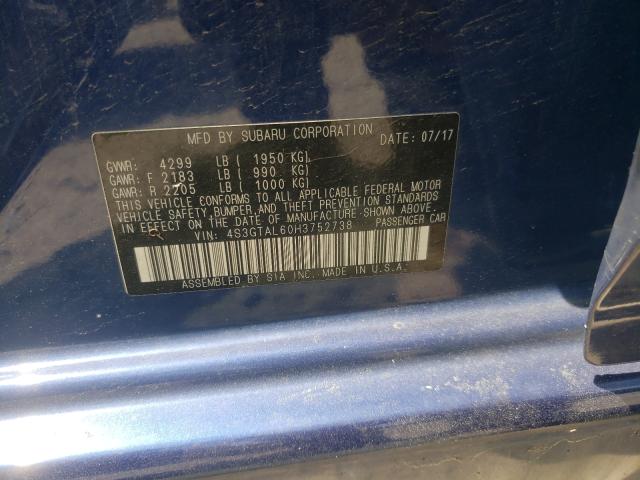 MFD BY SUBARU CORPORATION DATE: 07/17
GVWR: 4299 LB ( 1950 KG)
GAWR: F 2183 LB ( 990 KG)
GAWR: R 2205 LB ( 1000 KG)
THIS VEHICLE CONFORMS TO ALL APPLICABLE FEDERAL MOTOR
VEHICLE SAFETY, BUMPER, AND THEFT PREVENTION STANDARDS
IN EFFECT ON THE DATE OF MANUFACTURE SHOWN ABOVE.
VIN: 4S3GTAL60H3752738 PASSENGER CAR
ASSEMBLED BY SIA INC. MADE IN U.S.A.